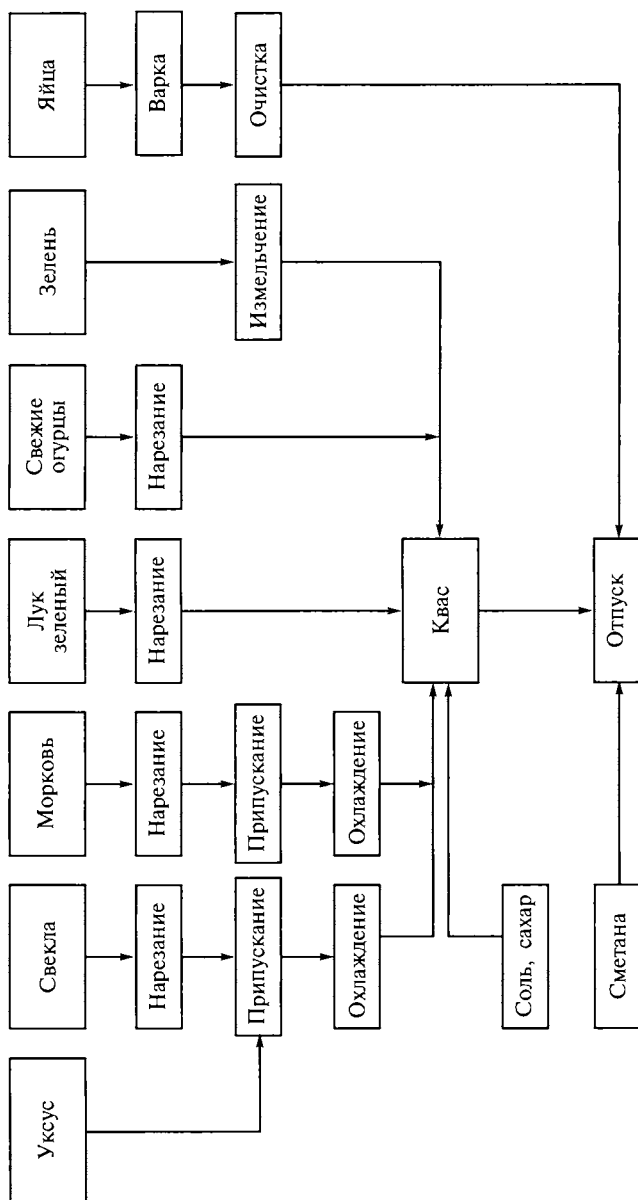 Уксус
Свекла
Морковь
Лук
зеленый
Свежие
огурцы
Зелень
Яйца
Нарезание
Нарезание
Нарезание
Нарезание
Варка
Припускание
Припускание
Измельчение
Очистка
Охлаждение
Охлаждение
Квас
Соль, сахар
Сметана
Отпуск